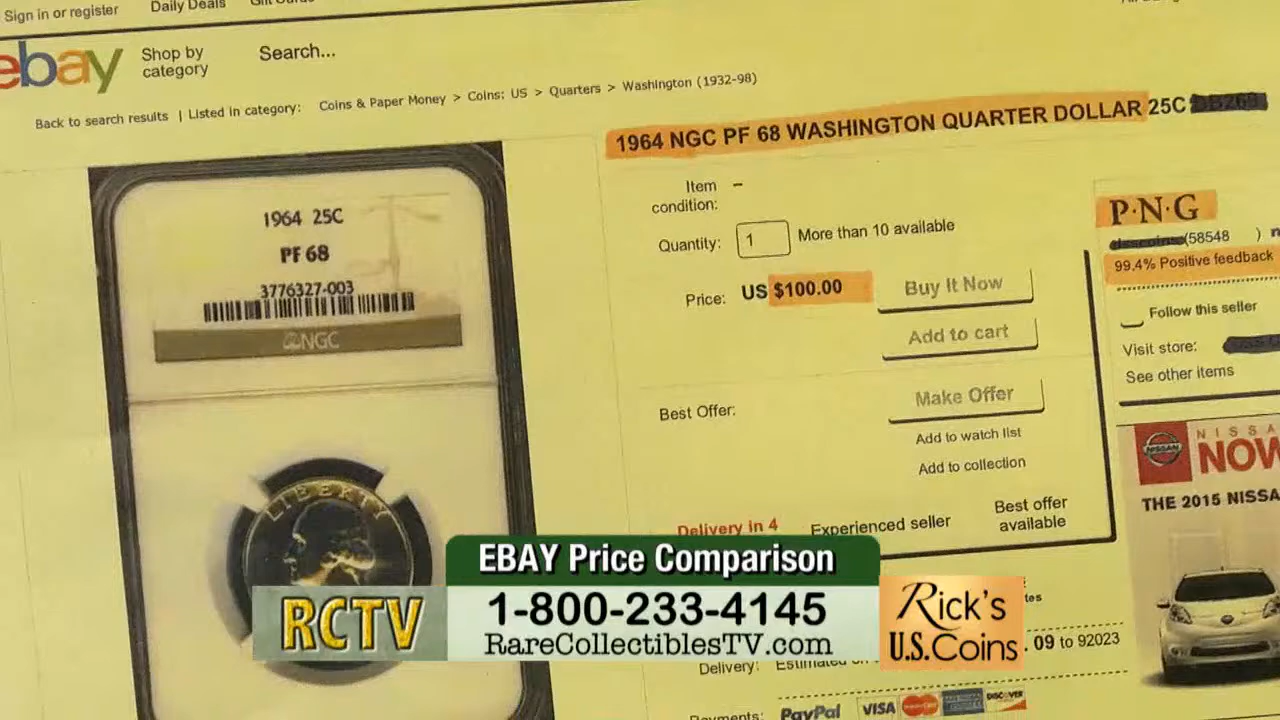 Sign in or register
Daily Deals
ebay
Shop by category
Search...
Back to search results | Listed in category: Coins & Paper Money > Coins: US > Quarters > Washington (1932-98)
1964 NGC PF 68 WASHINGTON QUARTER DOLLAR 25C
1964 25C
PF 68
3776327-003
NGC
LIBERTY
Item condition: –
Quantity: 1 More than 10 available
Price: US $100.00
Buy It Now
Add to cart
Best Offer:
Make Offer
Add to watch list
Add to collection
Delivery in 4
Experienced seller
Best offer available
P·N·G
(58548 )
99.4% Positive feedback
Follow this seller
Visit store:
See other items
NISSAN
NOW
THE 2015
EBAY Price Comparison
RCTV
1-800-233-4145
RareCollectiblesTV.com
Rick's
U.S. Coins
09 to 92023
Delivery: Estimated
Payments: PayPal VISA MasterCard DISCOVER